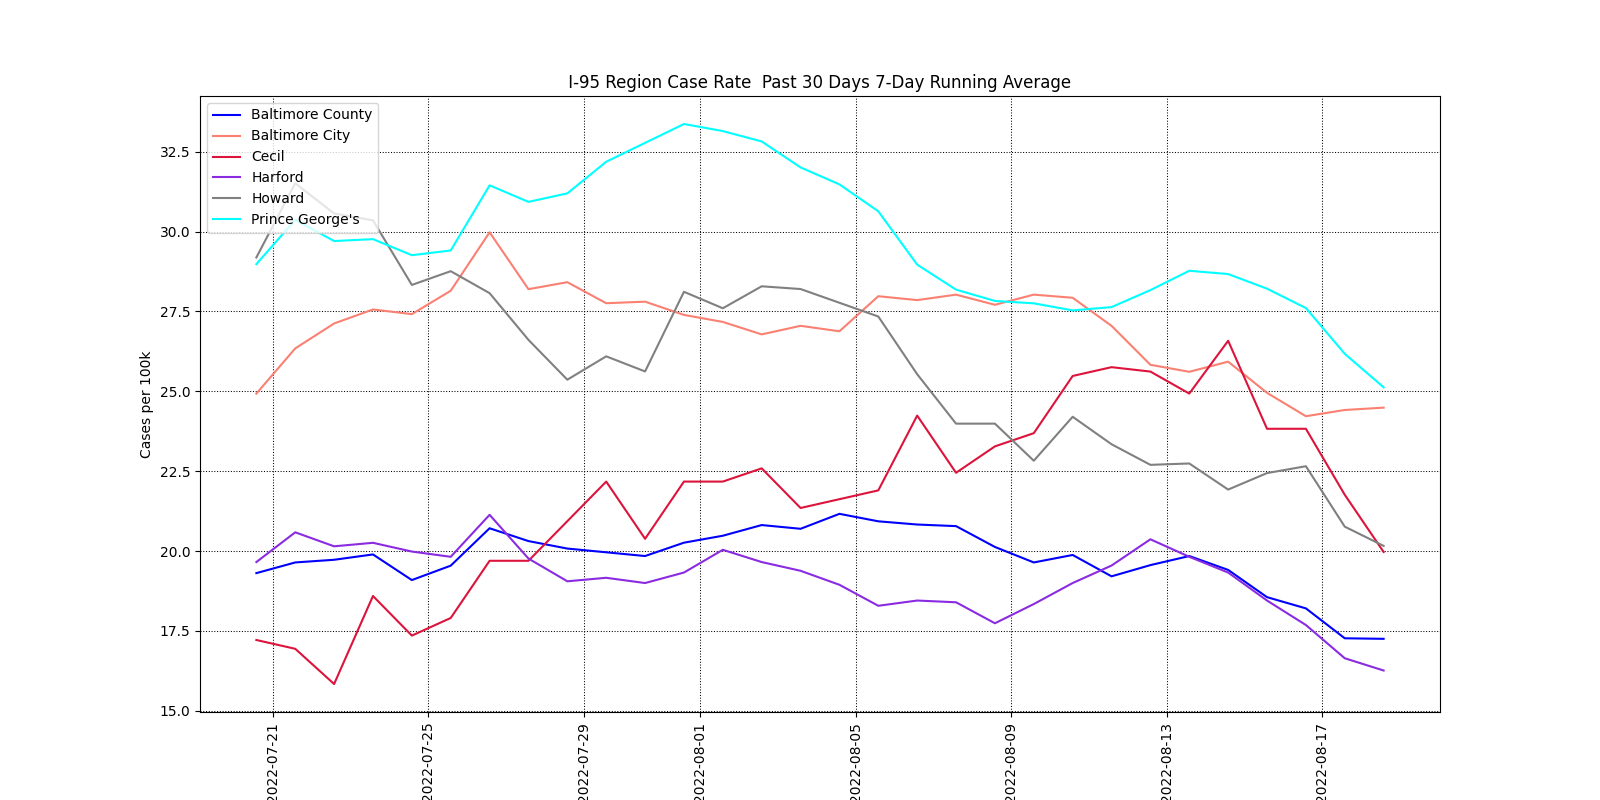 I-95 Region Case Rate  Past 30 Days 7-Day Running Average
Baltimore County
Baltimore City
Cecil
Harford
Howard
Prince George's
Cases per 100k
32.5
30.0
27.5
25.0
22.5
20.0
17.5
15.0
2022-07-21
2022-07-25
2022-07-29
2022-08-01
2022-08-05
2022-08-09
2022-08-13
2022-08-17